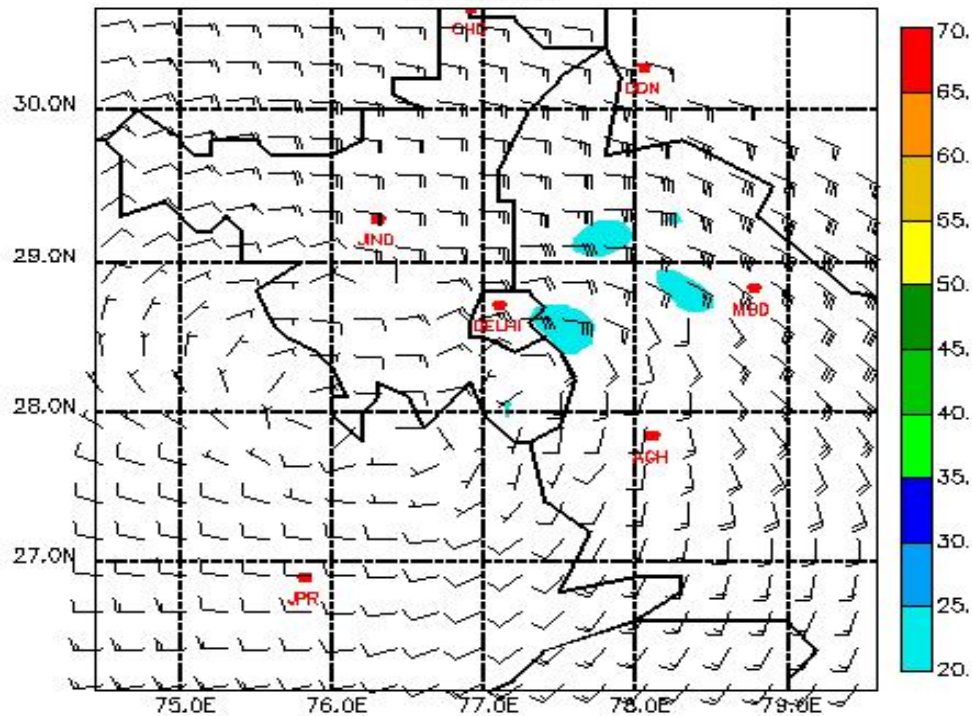 70.
CHD
65.
DDN
30.0N
60.
55.
JIND
29.0N
50.
MBD
DELHI
45.
28.0N
40.
AGH
35.
30.
27.0N
JPR
25.
20.
75.0E 76.0E 77.0E 78.0E 79.0E